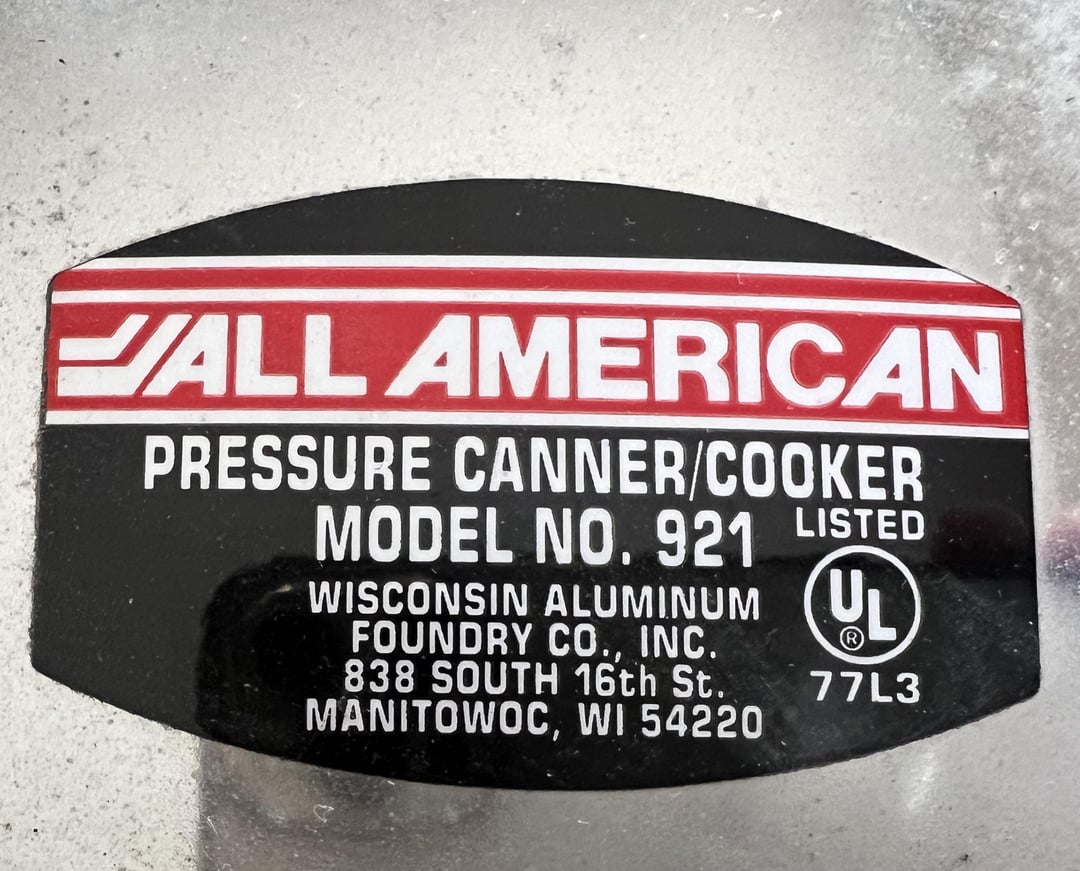 ALL AMERICAN
PRESSURE CANNER/COOKER
MODEL NO. 921
LISTED
UL
®
77L3
WISCONSIN ALUMINUM
FOUNDRY CO., INC.
838 SOUTH 16th St.
MANITOWOC, WI 54220